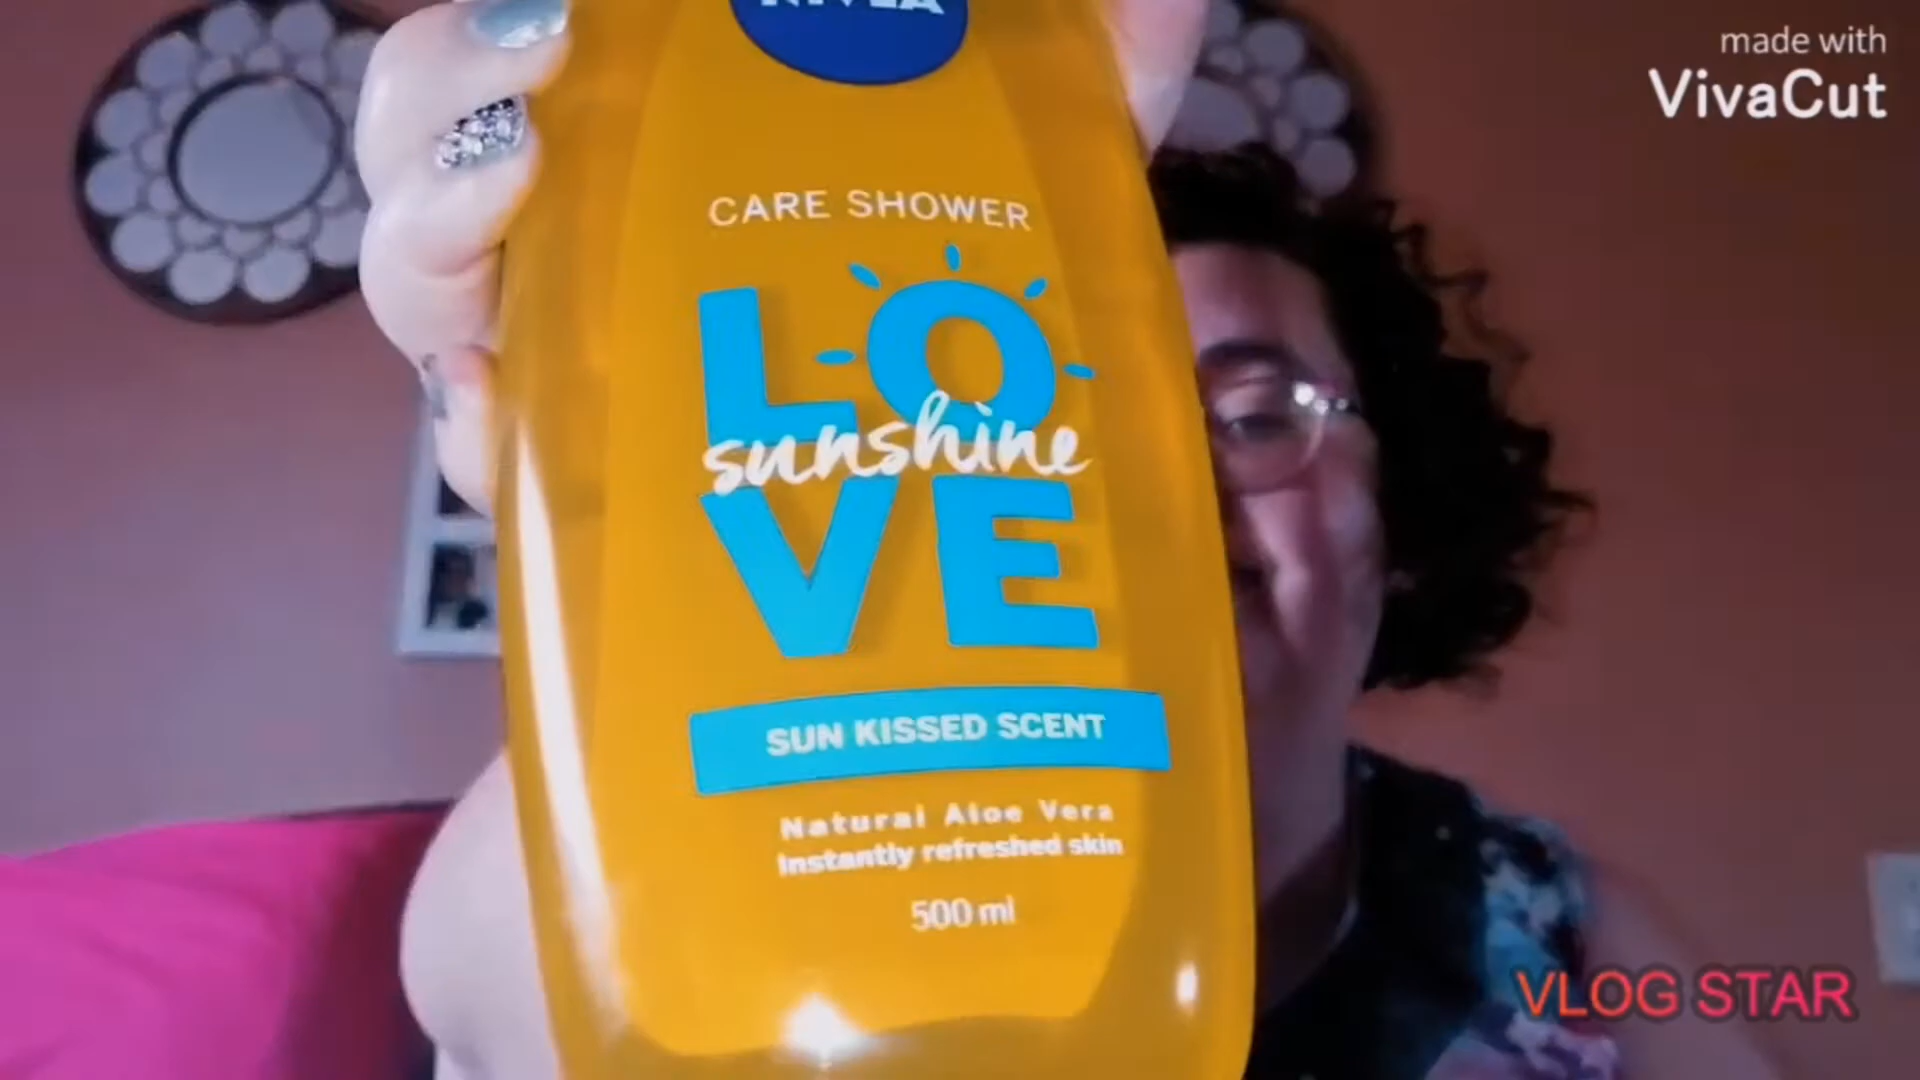 NIVEA
made with
VivaCut
CARE SHOWER
LO
sunshine
VE
SUN KISSED SCENT
Natural Aloe Vera
Instantly refreshed skin
500 ml
VLOG STAR